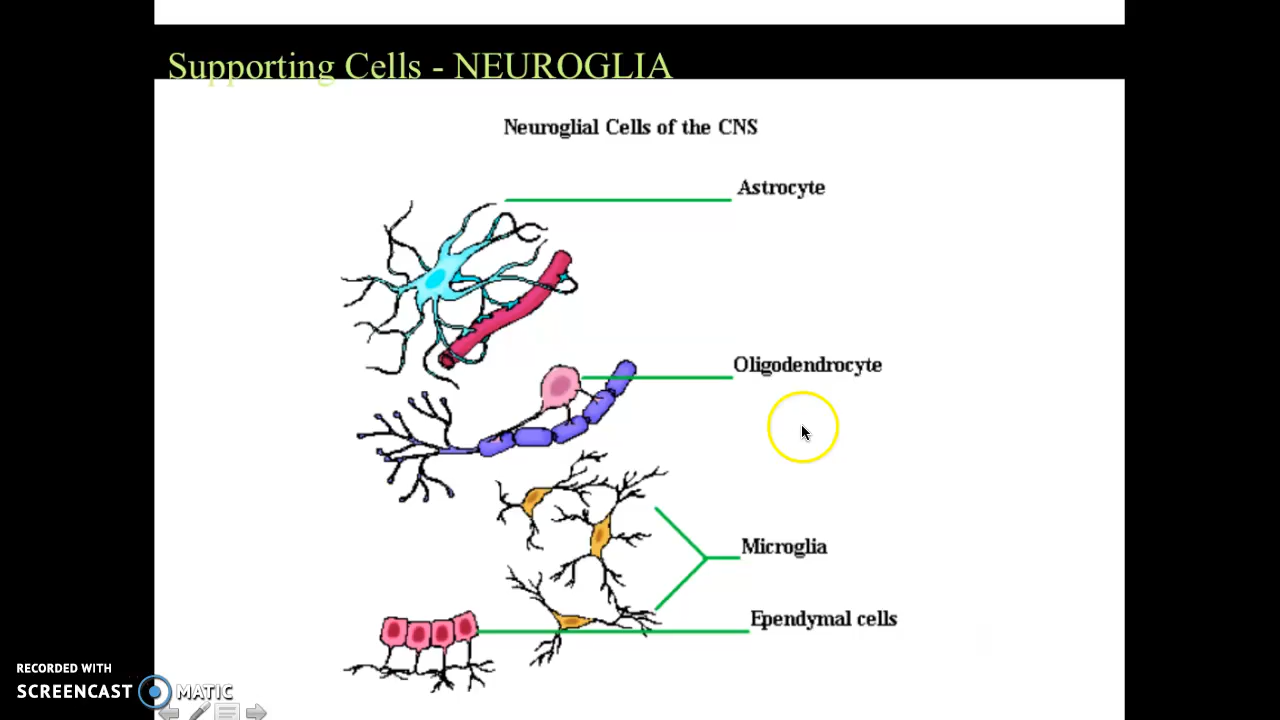 Supporting Cells - NEUROGLIA
Neuroglial Cells of the CNS
Astrocyte
Oligodendrocyte
Microglia
Ependymal cells
RECORDED WITH
SCREENCAST MATIC